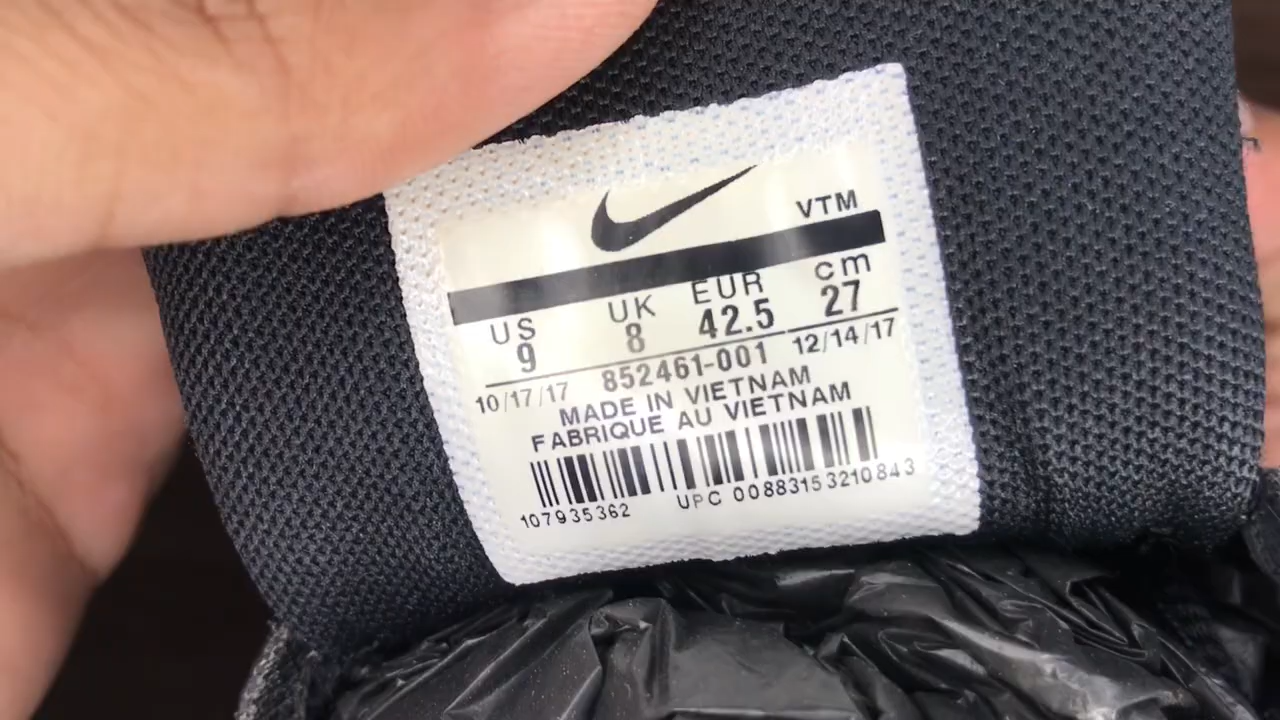 VTM
US UK EUR cm
9 8 42.5 27
10/17/17 852461-001 12/14/17
MADE IN VIETNAM
FABRIQUE AU VIETNAM
107935362 UPC 00883153210843